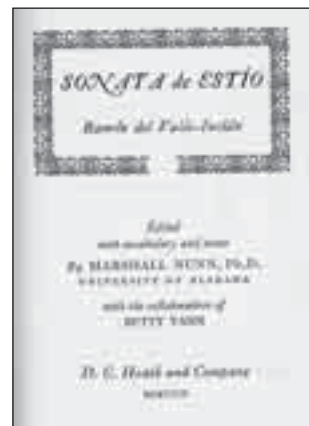 SONATA de ESTÍO
Ramón del Valle-Inclán
Edited
with vocabulary and notes
By MARSHALL NUNN, Ph.D.
UNIVERSITY OF ALABAMA
with the collaboration of
BETTY
D. C. Heath and Company